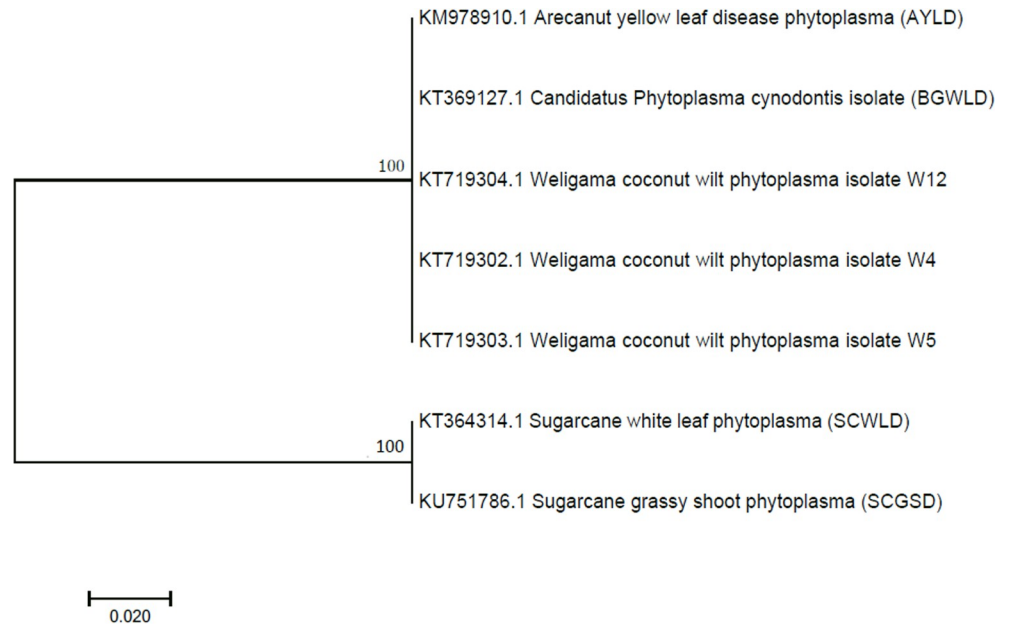 KM978910.1 Arecanut yellow leaf disease phytoplasma (AYLD)
KT369127.1 Candidatus Phytoplasma cynodontis isolate (BGWLD)
100
KT719304.1 Weligama coconut wilt phytoplasma isolate W12
KT719302.1 Weligama coconut wilt phytoplasma isolate W4
KT719303.1 Weligama coconut wilt phytoplasma isolate W5
KT364314.1 Sugarcane white leaf phytoplasma (SCWLD)
100
KU751786.1 Sugarcane grassy shoot phytoplasma (SCGSD)
0.020